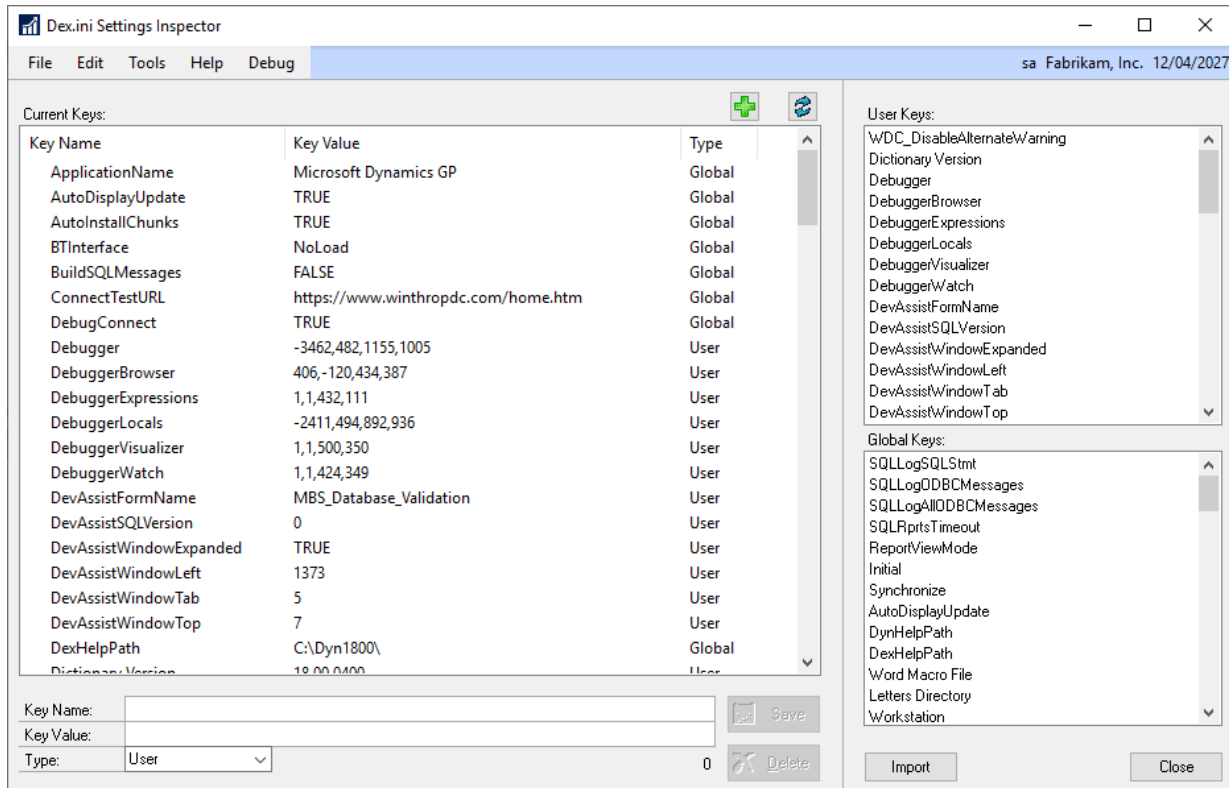 Dex.ini Settings Inspector
File Edit Tools Help Debug sa Fabrikam, Inc. 12/04/2027
Current Keys:
Key Name Key Value Type
ApplicationName Microsoft Dynamics GP Global
AutoDisplayUpdate TRUE Global
AutoInstallChunks TRUE Global
BTInterface NoLoad Global
BuildSQLMessages FALSE Global
ConnectTestURL https://www.winthropdc.com/home.htm Global
DebugConnect TRUE Global
Debugger -3462,482,1155,1005 User
DebuggerBrowser 406,-120,434,387 User
DebuggerExpressions 1,1,432,111 User
DebuggerLocals -2411,494,892,936 User
DebuggerVisualizer 1,1,500,350 User
DebuggerWatch 1,1,424,349 User
DevAssistFormName MBS_Database_Validation User
DevAssistSQLVersion 0 User
DevAssistWindowExpanded TRUE User
DevAssistWindowLeft 1373 User
DevAssistWindowTab 5 User
DevAssistWindowTop 7 User
DexHelpPath C:\Dyn1800\ Global
Dictionary Version 18.00.0400 User
Key Name:
Key Value:
Type: User 0
Save
Delete
User Keys:
WDC_DisableAlternateWarning
Dictionary Version
Debugger
DebuggerBrowser
DebuggerExpressions
DebuggerLocals
DebuggerVisualizer
DebuggerWatch
DevAssistFormName
DevAssistSQLVersion
DevAssistWindowExpanded
DevAssistWindowLeft
DevAssistWindowTab
DevAssistWindowTop
Global Keys:
SQLLogSQLStmt
SQLLogODBCMessages
SQLLogAllODBCMessages
SQLRprtsTimeout
ReportViewMode
Initial
Synchronize
AutoDisplayUpdate
DynHelpPath
DexHelpPath
Word Macro File
Letters Directory
Workstation
Import Close